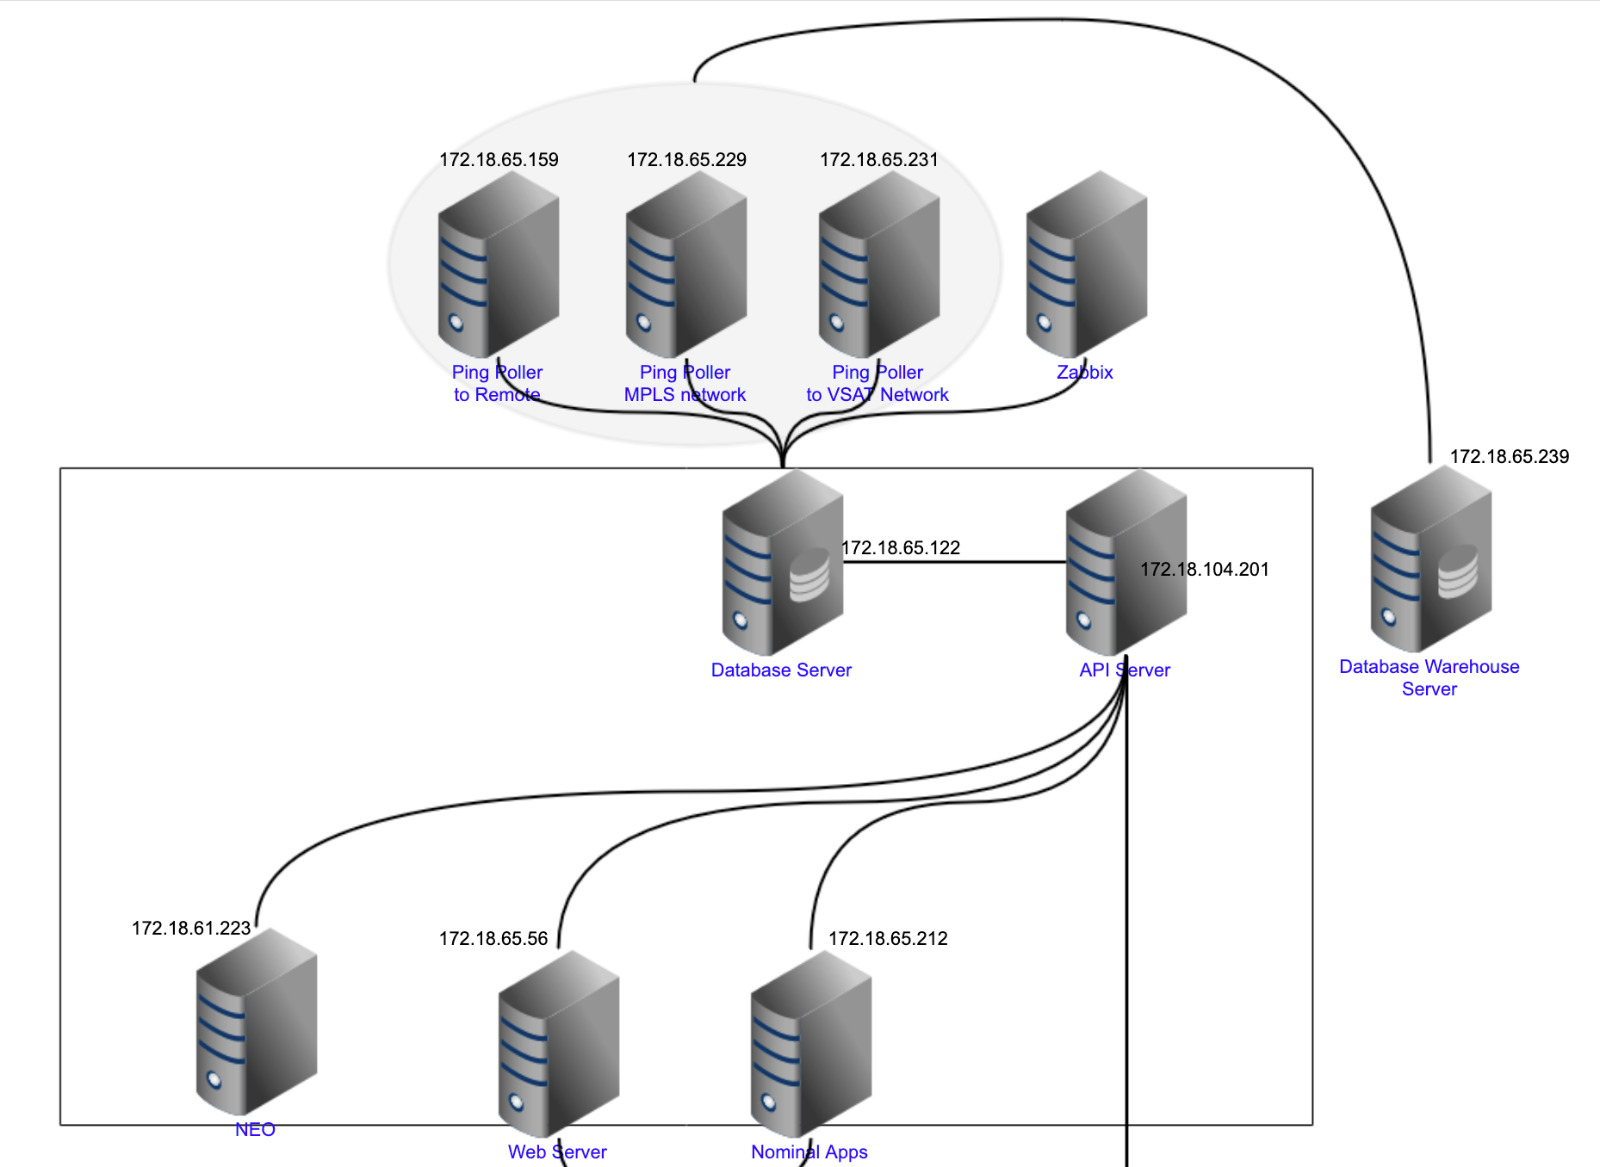 172.18.65.159
172.18.65.229
172.18.65.231
Ping Poller
to Remote
Ping Poller
MPLS network
Ping Poller
to VSAT Network
Zabbix
172.18.65.239
172.18.65.122
172.18.104.201
Database Server
API Server
Database Warehouse
Server
172.18.61.223
172.18.65.56
172.18.65.212
NEO
Web Server
Nominal Apps